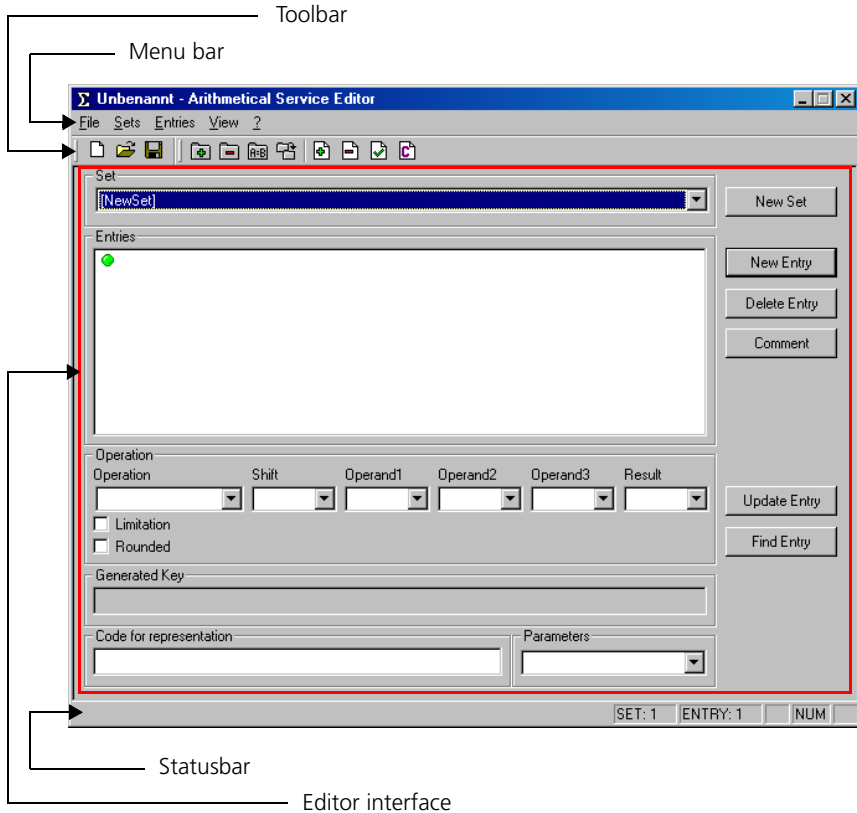 Toolbar
Menu bar
Σ Unbenannt - Arithmetical Service Editor
File Sets Entries View ?
A=B C
Set
[NewSet]
New Set
Entries
New Entry
Delete Entry
Comment
Operation
Operation Shift Operand1 Operand2 Operand3 Result
Update Entry
Limitation
Rounded
Find Entry
Generated Key
Code for representation Parameters
SET: 1 ENTRY: 1 NUM
Statusbar
Editor interface